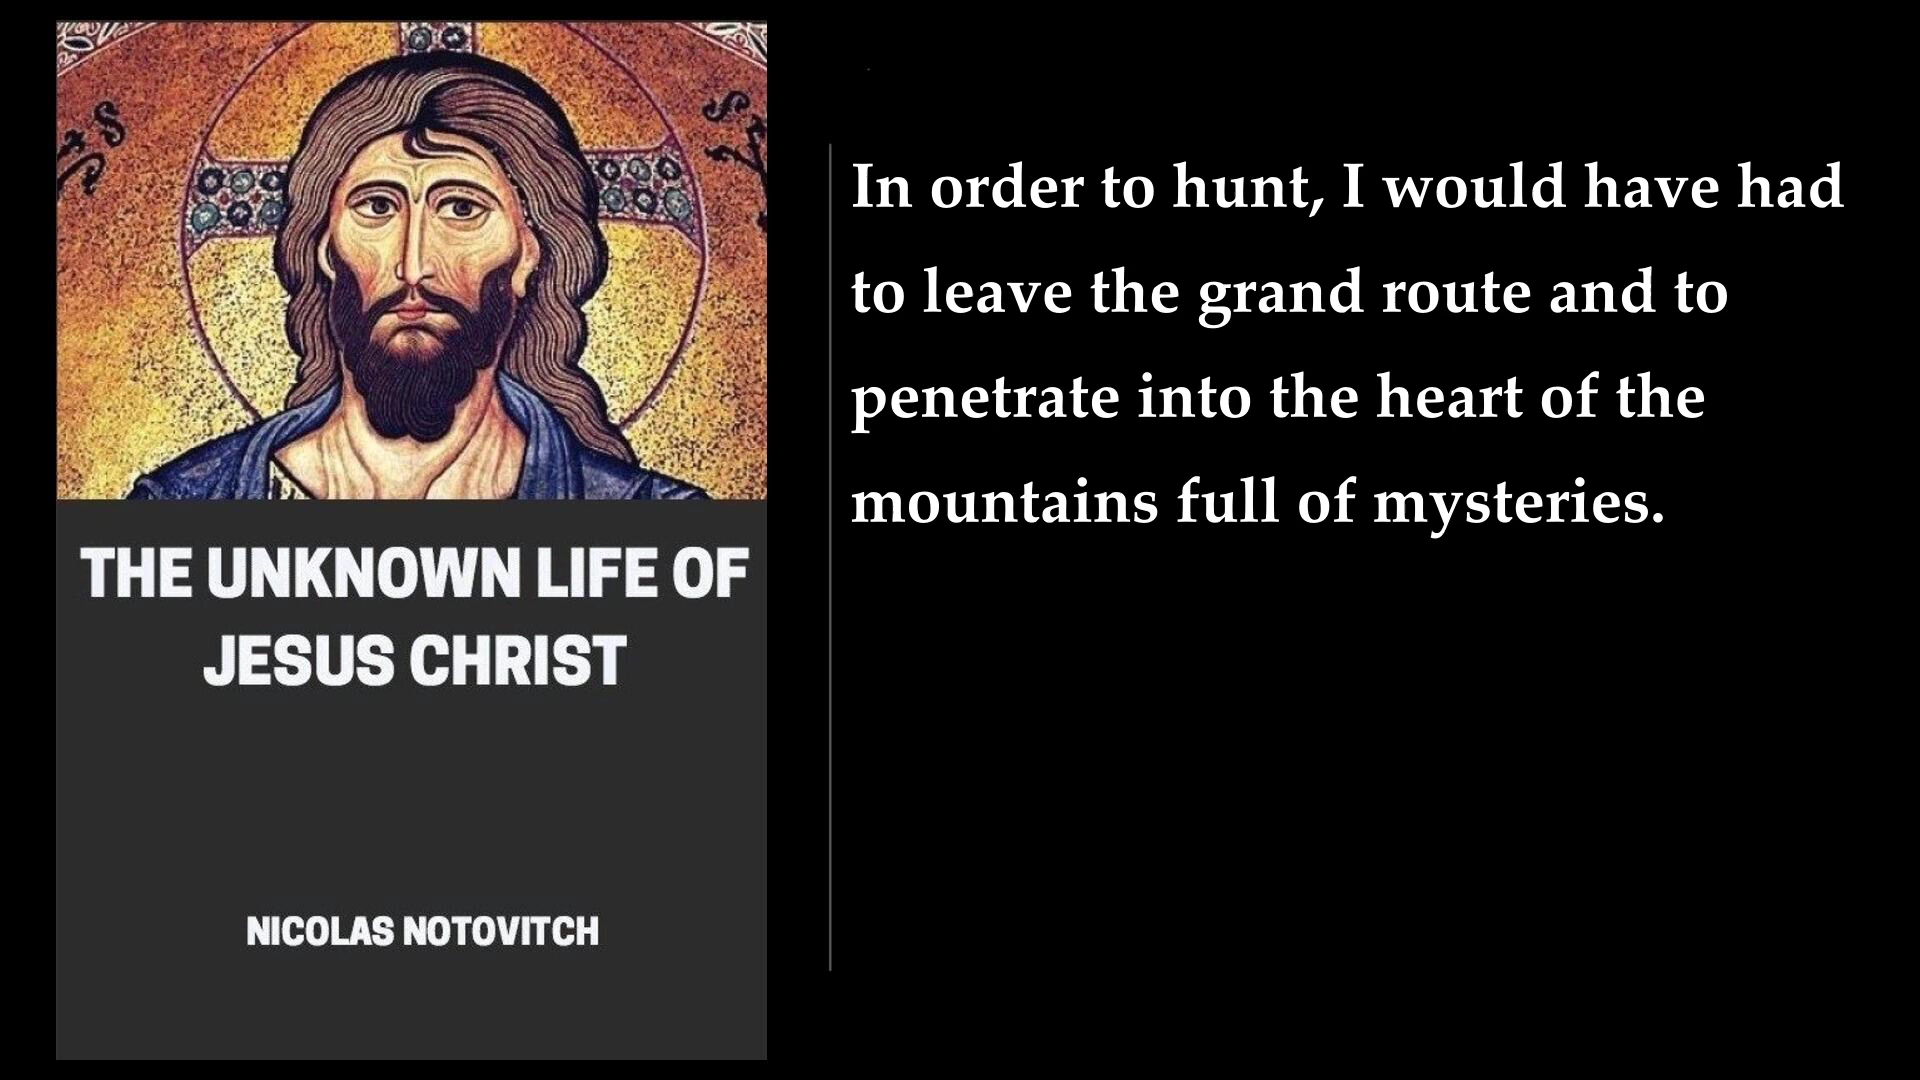 THE UNKNOWN LIFE OF
JESUS CHRIST
NICOLAS NOTOVITCH
In order to hunt, I would have had
to leave the grand route and to
penetrate into the heart of the
mountains full of mysteries.